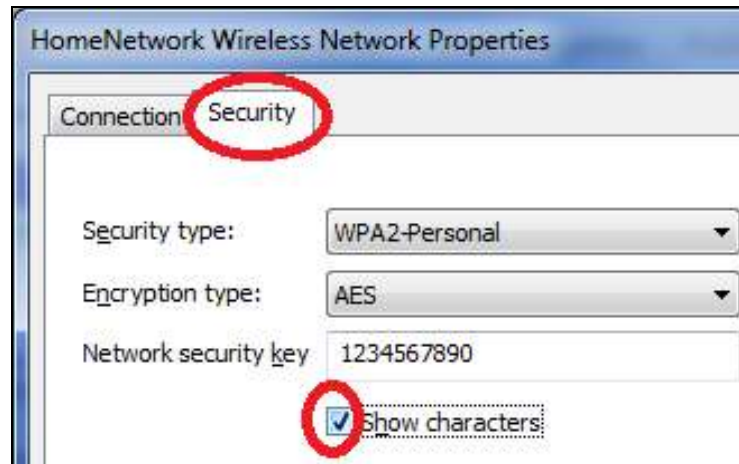 HomeNetwork Wireless Network Properties
Connection Security
Security type: WPA2-Personal
Encryption type: AES
Network security key 1234567890
Show characters